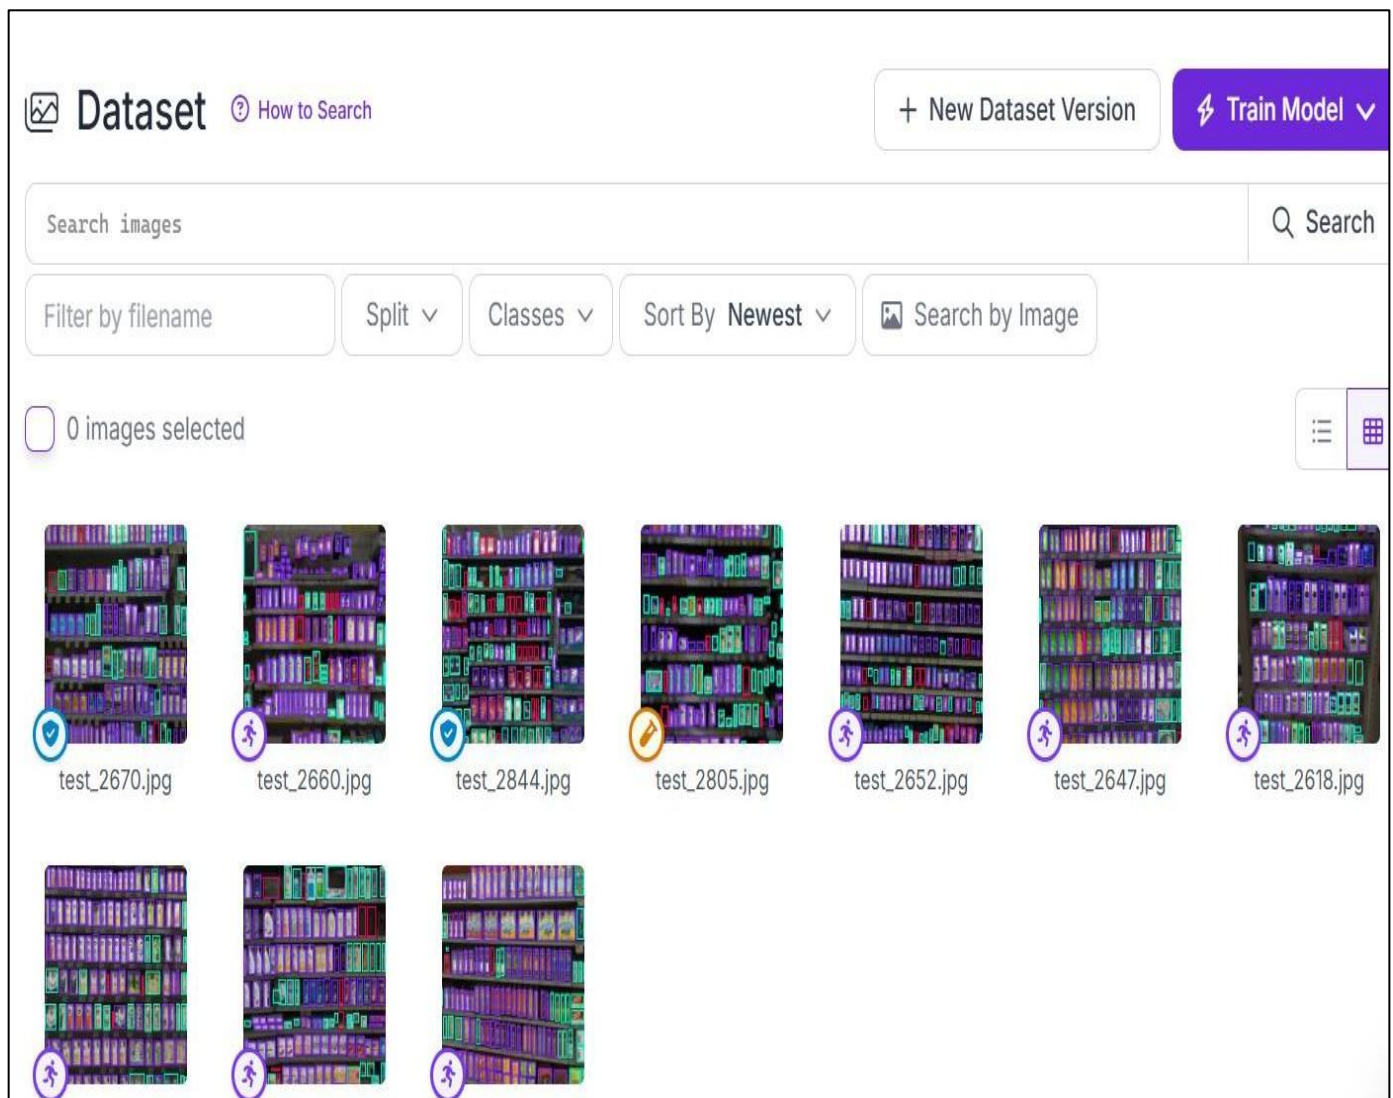 Dataset How to Search
+ New Dataset Version
Train Model
Search images
Search
Filter by filename
Split
Classes
Sort By Newest
Search by Image
0 images selected
test_2670.jpg
test_2660.jpg
test_2844.jpg
test_2805.jpg
test_2652.jpg
test_2647.jpg
test_2618.jpg